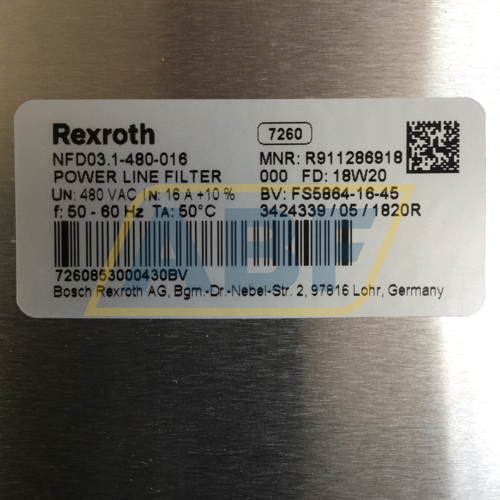 Rexroth 7260
NFD03.1-480-016 MNR: R911286918
POWER LINE FILTER 000 FD: 18W20
UN: 480 VAC IN: 16 A +10 % BV: FS5864-16-45
f: 50 - 60 Hz TA: 50°C 3424339 / 05 / 1820R
7260853000430BV
Bosch Rexroth AG, Bgm.-Dr.-Nebel-Str. 2, 97816 Lohr, Germany
ABF